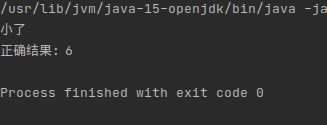 /usr/lib/jvm/java-15-openjdk/bin/java -ja
小了
正确结果：6
Process finished with exit code 0